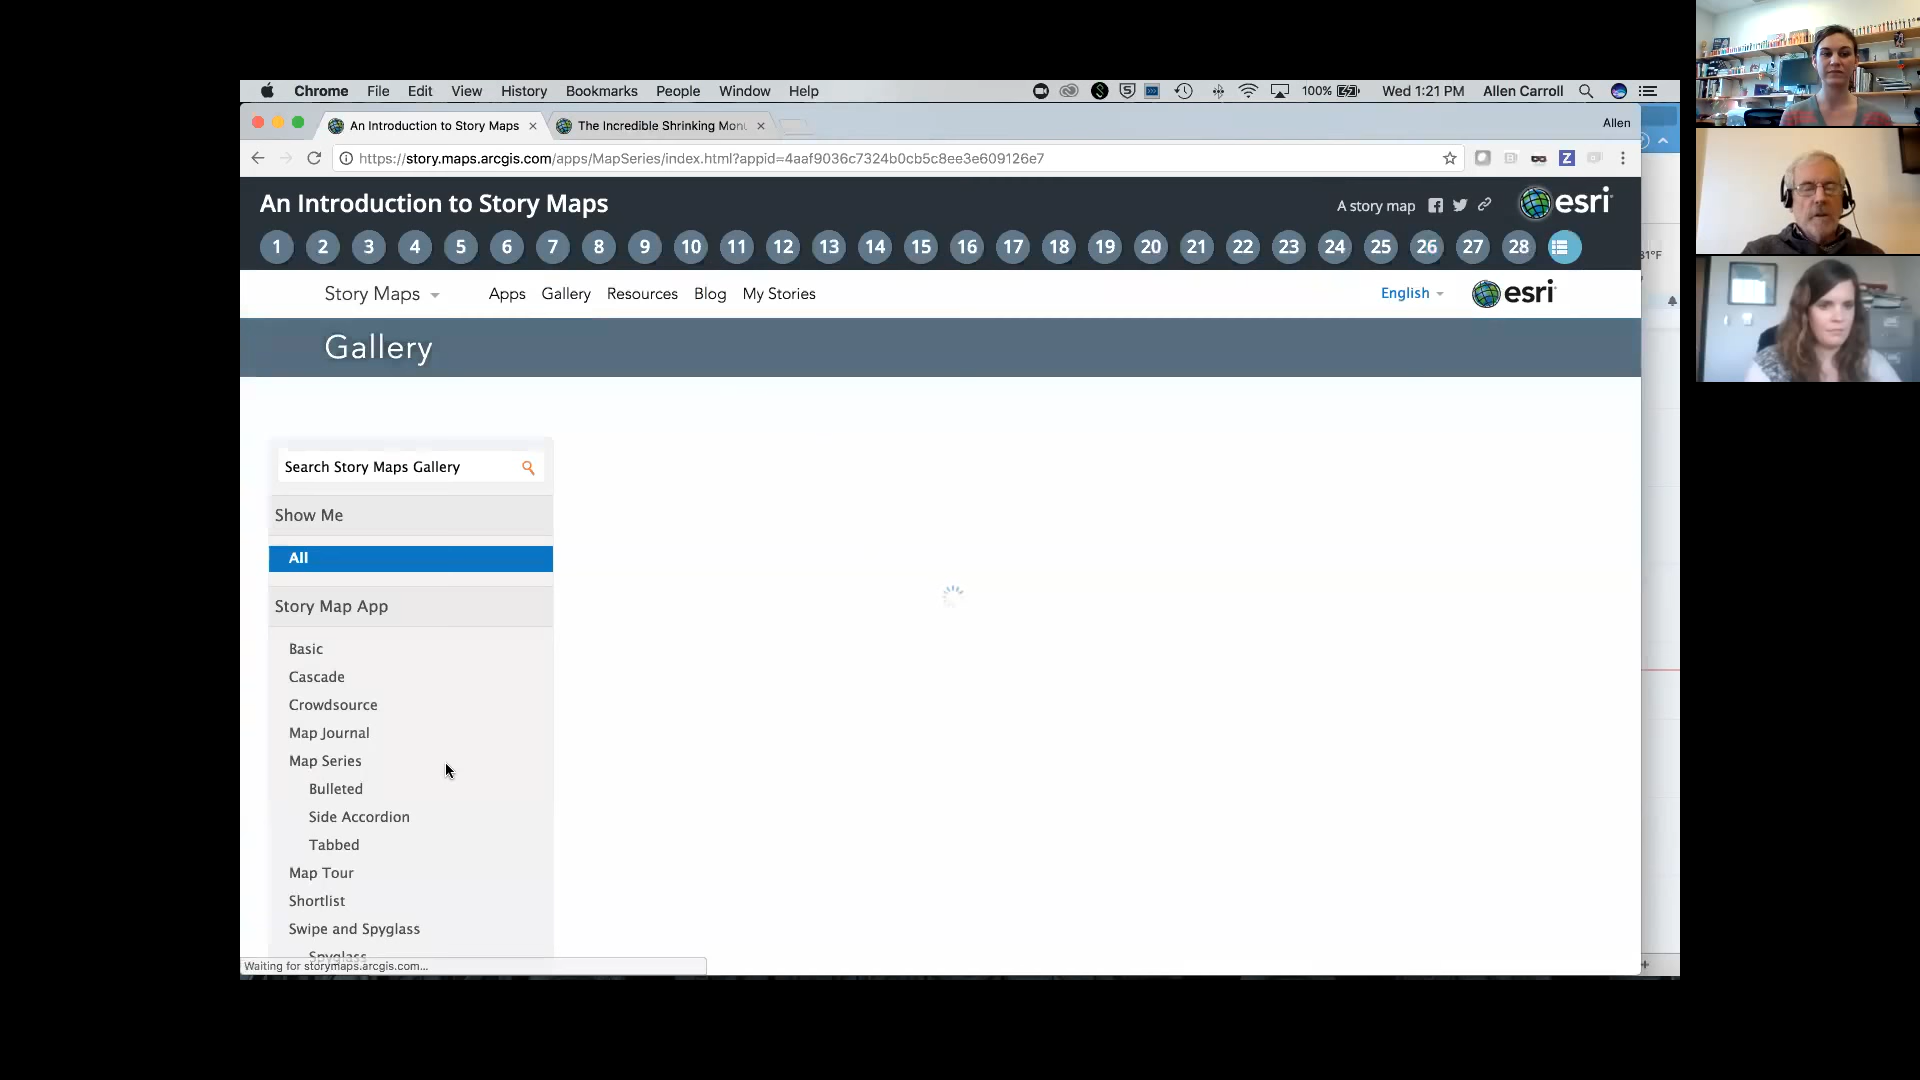 Chrome File Edit View History Bookmarks People Window Help 100% Wed 1:21 PM Allen Carroll
An Introduction to Story Maps The Incredible Shrinking Allen
https://story.maps.arcgis.com/apps/MapSeries/index.html?appid=4aaf9036c7324b0cb5c8ee3e609126e7
An Introduction to Story Maps A story map esri
1 2 3 4 5 6 7 8 9 10 11 12 13 14 15 16 17 18 19 20 21 22 23 24 25 26 27 28
Story Maps Apps Gallery Resources Blog My Stories English esri
Gallery
Search Story Maps Gallery
Show Me
All
Story Map App
Basic
Cascade
Crowdsource
Map Journal
Map Series
Bulleted
Side Accordion
Tabbed
Map Tour
Shortlist
Swipe and Spyglass
Spyglass
Waiting for storymaps.arcgis.com...